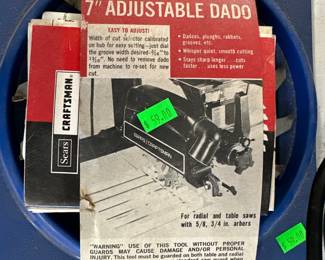 7" ADJUSTABLE DADO
EASY TO ADJUST!
Width of cut selector calibrated
on hub for easy setting—just dial
the groove width desired
No need to remove dado
from machine to re-set for new
cut.
• Dadoes, ploughs, rabbets,
grooves, etc.
• Whisper quiet, smooth cutting
• Stays sharp longer ... cuts
faster ... uses less power
Sears
CRAFTSMAN
$ 59.00
SEARS/CRAFTSMAN
For radial and table saws
with 5/8, 3/4 in. arbors
$ 59.00
"WARNING" USE OF THIS TOOL WITHOUT PROPER
GUARDS MAY CAUSE DAMAGE AND/OR PERSONAL
INJURY. This tool must be guarded on both table and radial